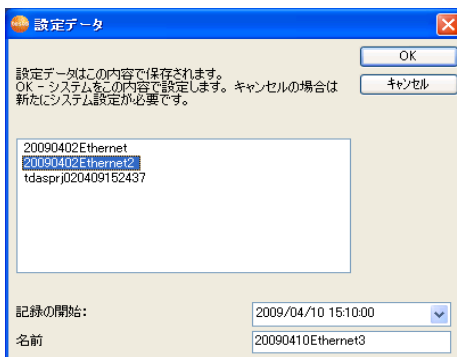 設定データ
OK
キャンセル
設定データはこの内容で保存されます。
OK - システムをこの内容で設定します。キャンセルの場合は
新たにシステム設定が必要です。
20090402Ethernet
20090402Ethernet2
tdasprj020409152437
記録の開始:
2009/04/10 15:10:00
名前
20090410Ethernet3